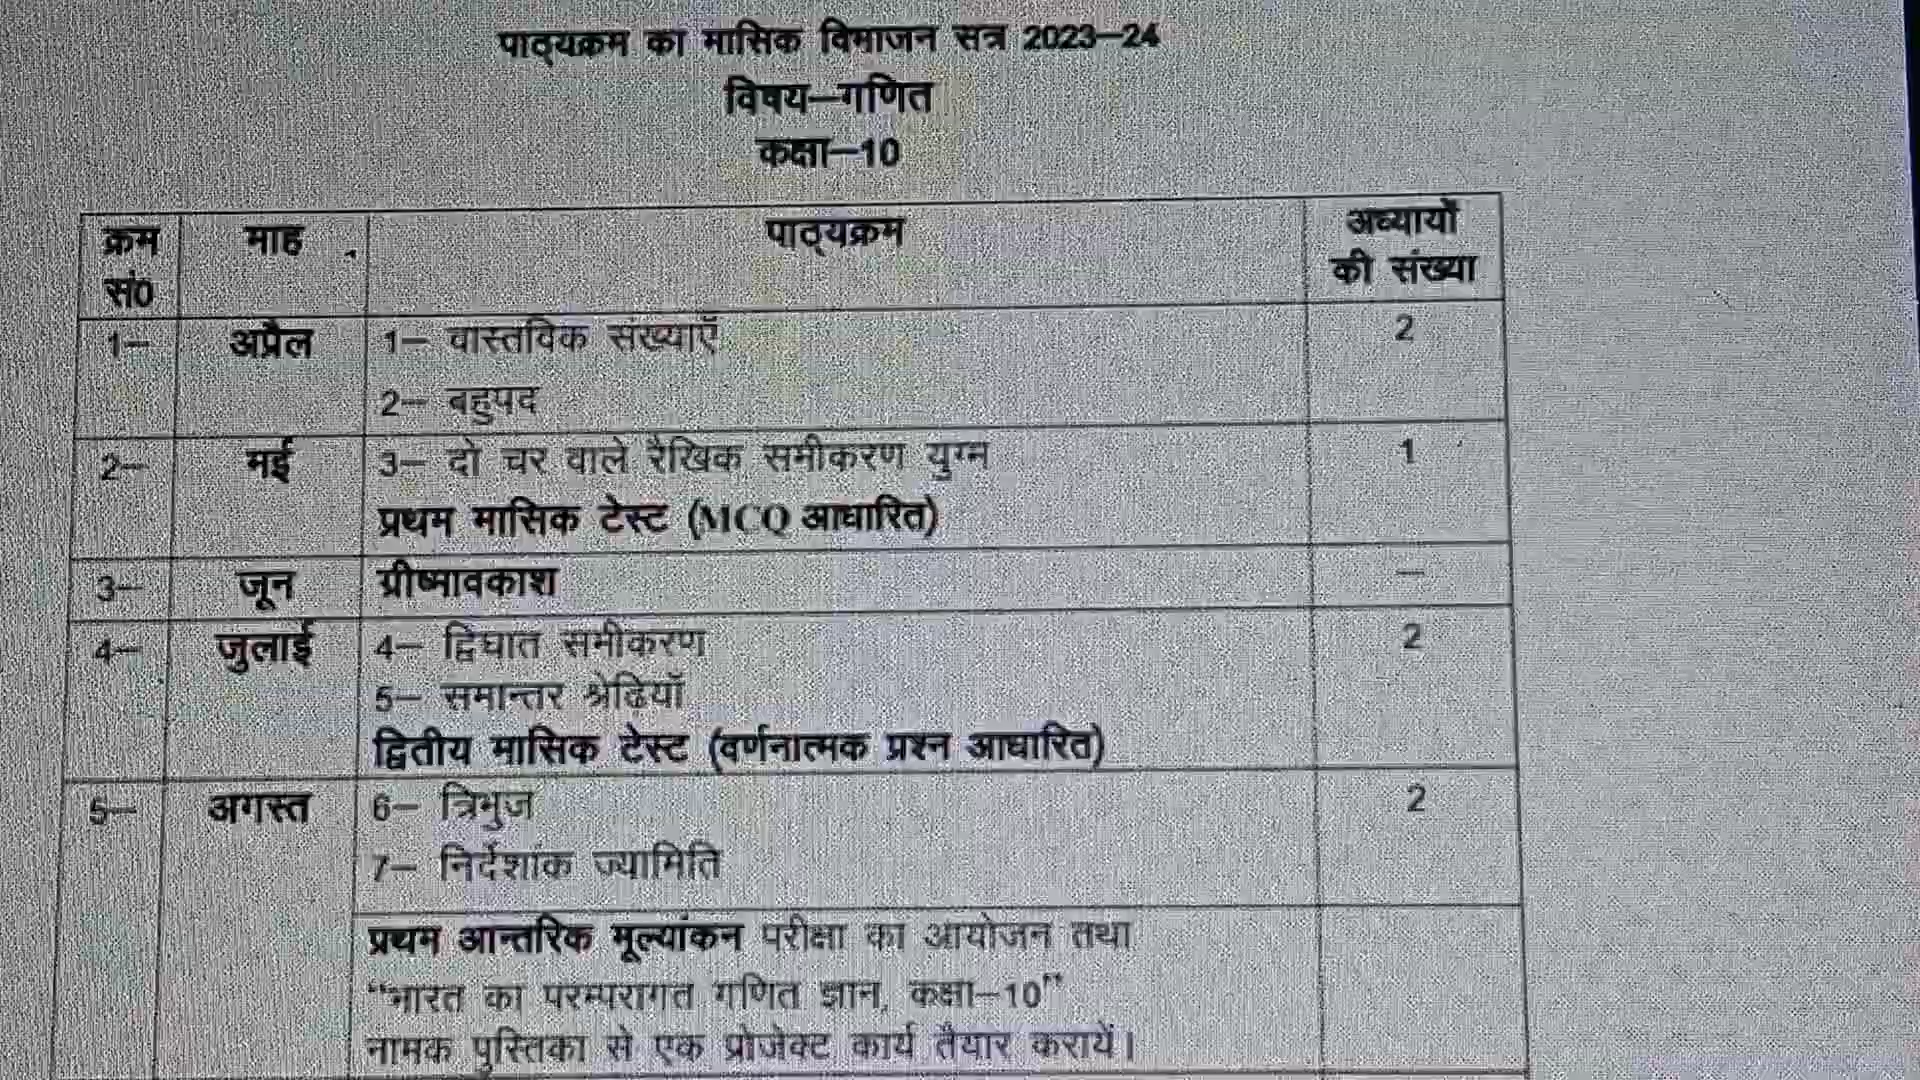 पाठ्यक्रम का मासिक विभाजन सत्र 2023–24
विषय–गणित
कक्षा–10
क्रम सं0 माह पाठ्यक्रम अध्यायों की संख्या
1– अप्रैल 1– वास्तविक संख्याएँ 2
2– बहुपद
2– मई 3– दो चर वाले रैखिक समीकरण युग्म 1
प्रथम मासिक टेस्ट (MCQ आधारित)
3– जून ग्रीष्मावकाश —
4– जुलाई 4– द्विघात समीकरण 2
5– समान्तर श्रेढियाँ
द्वितीय मासिक टेस्ट (वर्णनात्मक प्रश्न आधारित)
5– अगस्त 6– त्रिभुज 2
7– निर्देशांक ज्यामिति
प्रथम आन्तरिक मूल्यांकन परीक्षा का आयोजन तथा
“भारत का परम्परागत गणित ज्ञान, कक्षा–10”
नामक पुस्तिका से एक प्रोजेक्ट कार्य तैयार करायें।